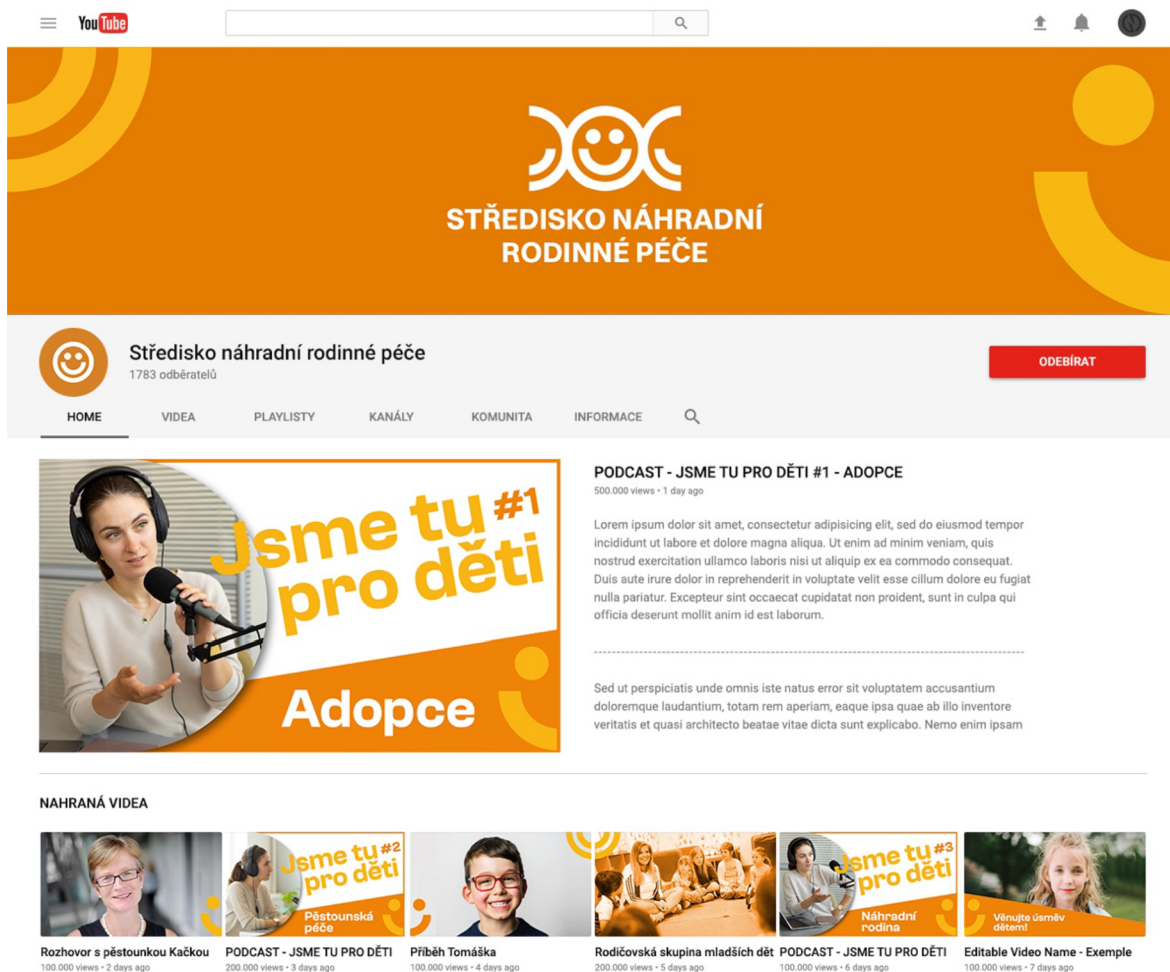 YouTube
STŘEDISKO NÁHRADNÍ
RODINNÉ PÉČE
Středisko náhradní rodinné péče
1783 odběratelů
ODEBÍRAT
HOME VIDEA PLAYLISTY KANÁLY KOMUNITA INFORMACE
Jsme tu #1
pro děti
Adopce
PODCAST - JSME TU PRO DĚTI #1 - ADOPCE
500.000 views • 1 day ago
Lorem ipsum dolor sit amet, consectetur adipisicing elit, sed do eiusmod tempor
incididunt ut labore et dolore magna aliqua. Ut enim ad minim veniam, quis
nostrud exercitation ullamco laboris nisi ut aliquip ex ea commodo consequat.
Duis aute irure dolor in reprehenderit in voluptate velit esse cillum dolore eu fugiat
nulla pariatur. Excepteur sint occaecat cupidatat non proident, sunt in culpa qui
officia deserunt mollit anim id est laborum.
Sed ut perspiciatis unde omnis iste natus error sit voluptatem accusantium
doloremque laudantium, totam rem aperiam, eaque ipsa quae ab illo inventore
veritatis et quasi architecto beatae vitae dicta sunt explicabo. Nemo enim ipsam
NAHRANÁ VIDEA
Rozhovor s pěstounkou Kačkou
100.000 views • 2 days ago
Jsme tu #2
pro děti
Pěstounská
péče
PODCAST - JSME TU PRO DĚTI
200.000 views • 3 days ago
Příběh Tomáška
100.000 views • 4 days ago
Rodičovská skupina mladších dět
200.000 views • 5 days ago
Jsme tu #3
pro děti
Náhradní
rodina
PODCAST - JSME TU PRO DĚTI
100.000 views • 6 days ago
Věnujte úsměv
dětem!
Editable Video Name - Exemple
100.000 views • 7 days ago